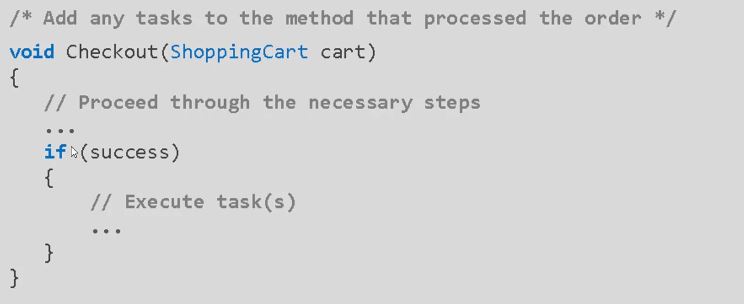 /* Add any tasks to the method that processed the order */
void Checkout(ShoppingCart cart)
{
// Proceed through the necessary steps
...
if (success)
{
// Execute task(s)
...
}
}